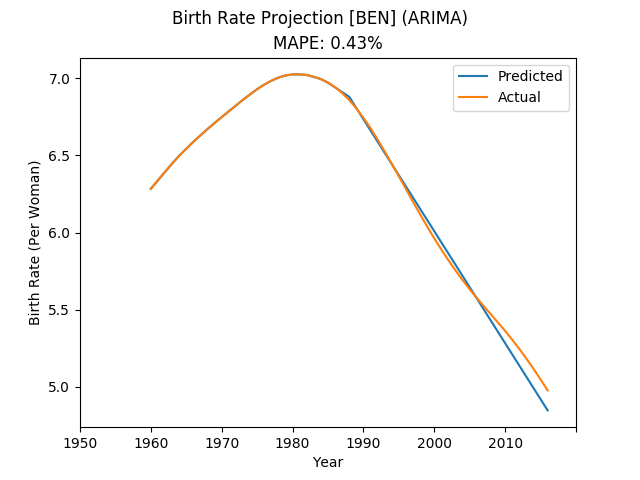 Birth Rate Projection [BEN] (ARIMA)
MAPE: 0.43%
Predicted
Actual
Birth Rate (Per Woman)
7.0
6.5
6.0
5.5
5.0
1950 1960 1970 1980 1990 2000 2010
Year